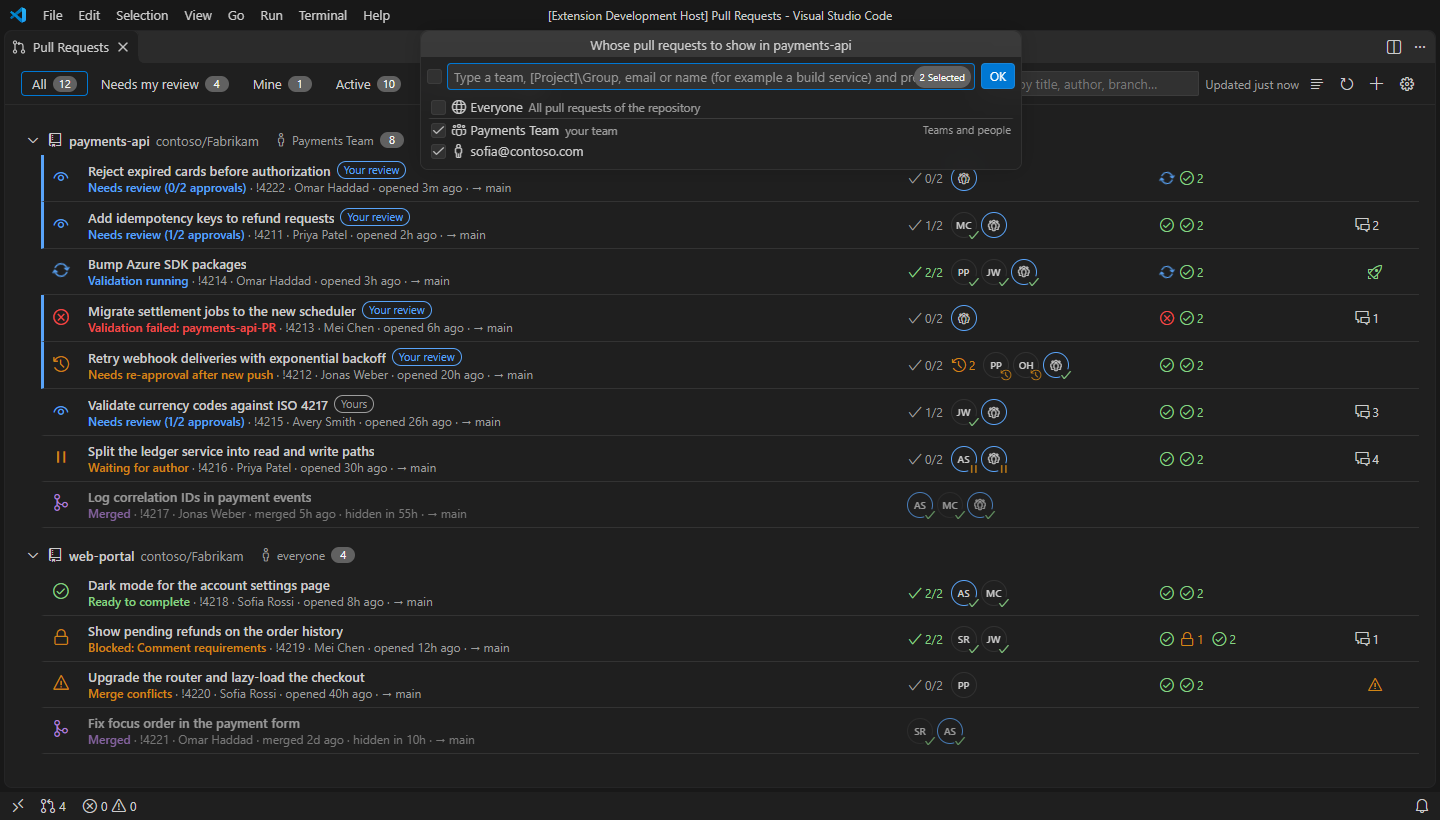 File Edit Selection View Go Run Terminal Help [Extension Development Host] Pull Requests - Visual Studio Code
Pull Requests
Whose pull requests to show in payments-api
Type a team, [Project]\Group, email or name (for example a build service) and pr 2 Selected OK
All 12 Needs my review 4 Mine 1 Active 10 by title, author, branch... Updated just now
Everyone All pull requests of the repository
Payments Team your team Teams and people
sofia@contoso.com
payments-api contoso/Fabrikam Payments Team 8
Reject expired cards before authorization Your review
Needs review (0/2 approvals) · !4222 · Omar Haddad · opened 3m ago · → main 0/2 2
Add idempotency keys to refund requests Your review
Needs review (1/2 approvals) · !4211 · Priya Patel · opened 2h ago · → main 1/2 MC 2 2
Bump Azure SDK packages
Validation running · !4214 · Omar Haddad · opened 3h ago · → main 2/2 PP JW 2
Migrate settlement jobs to the new scheduler Your review
Validation failed: payments-api-PR · !4213 · Mei Chen · opened 6h ago · → main 0/2 2 1
Retry webhook deliveries with exponential backoff Your review
Needs re-approval after new push · !4212 · Jonas Weber · opened 20h ago · → main 0/2 2 PP OH 2
Validate currency codes against ISO 4217 Yours
Needs review (1/2 approvals) · !4215 · Avery Smith · opened 26h ago · → main 1/2 JW 2 3
Split the ledger service into read and write paths
Waiting for author · !4216 · Priya Patel · opened 30h ago · → main 0/2 AS 2 4
Log correlation IDs in payment events
Merged · !4217 · Jonas Weber · merged 5h ago · hidden in 55h · → main AS MC
web-portal contoso/Fabrikam everyone 4
Dark mode for the account settings page
Ready to complete · !4218 · Sofia Rossi · opened 8h ago · → main 2/2 AS MC 2
Show pending refunds on the order history
Blocked: Comment requirements · !4219 · Mei Chen · opened 12h ago · → main 2/2 SR JW 1 2 1
Upgrade the router and lazy-load the checkout
Merge conflicts · !4220 · Sofia Rossi · opened 40h ago · → main 0/2 PP 2
Fix focus order in the payment form
Merged · !4221 · Omar Haddad · merged 2d ago · hidden in 10h · → main SR AS
4 0 0